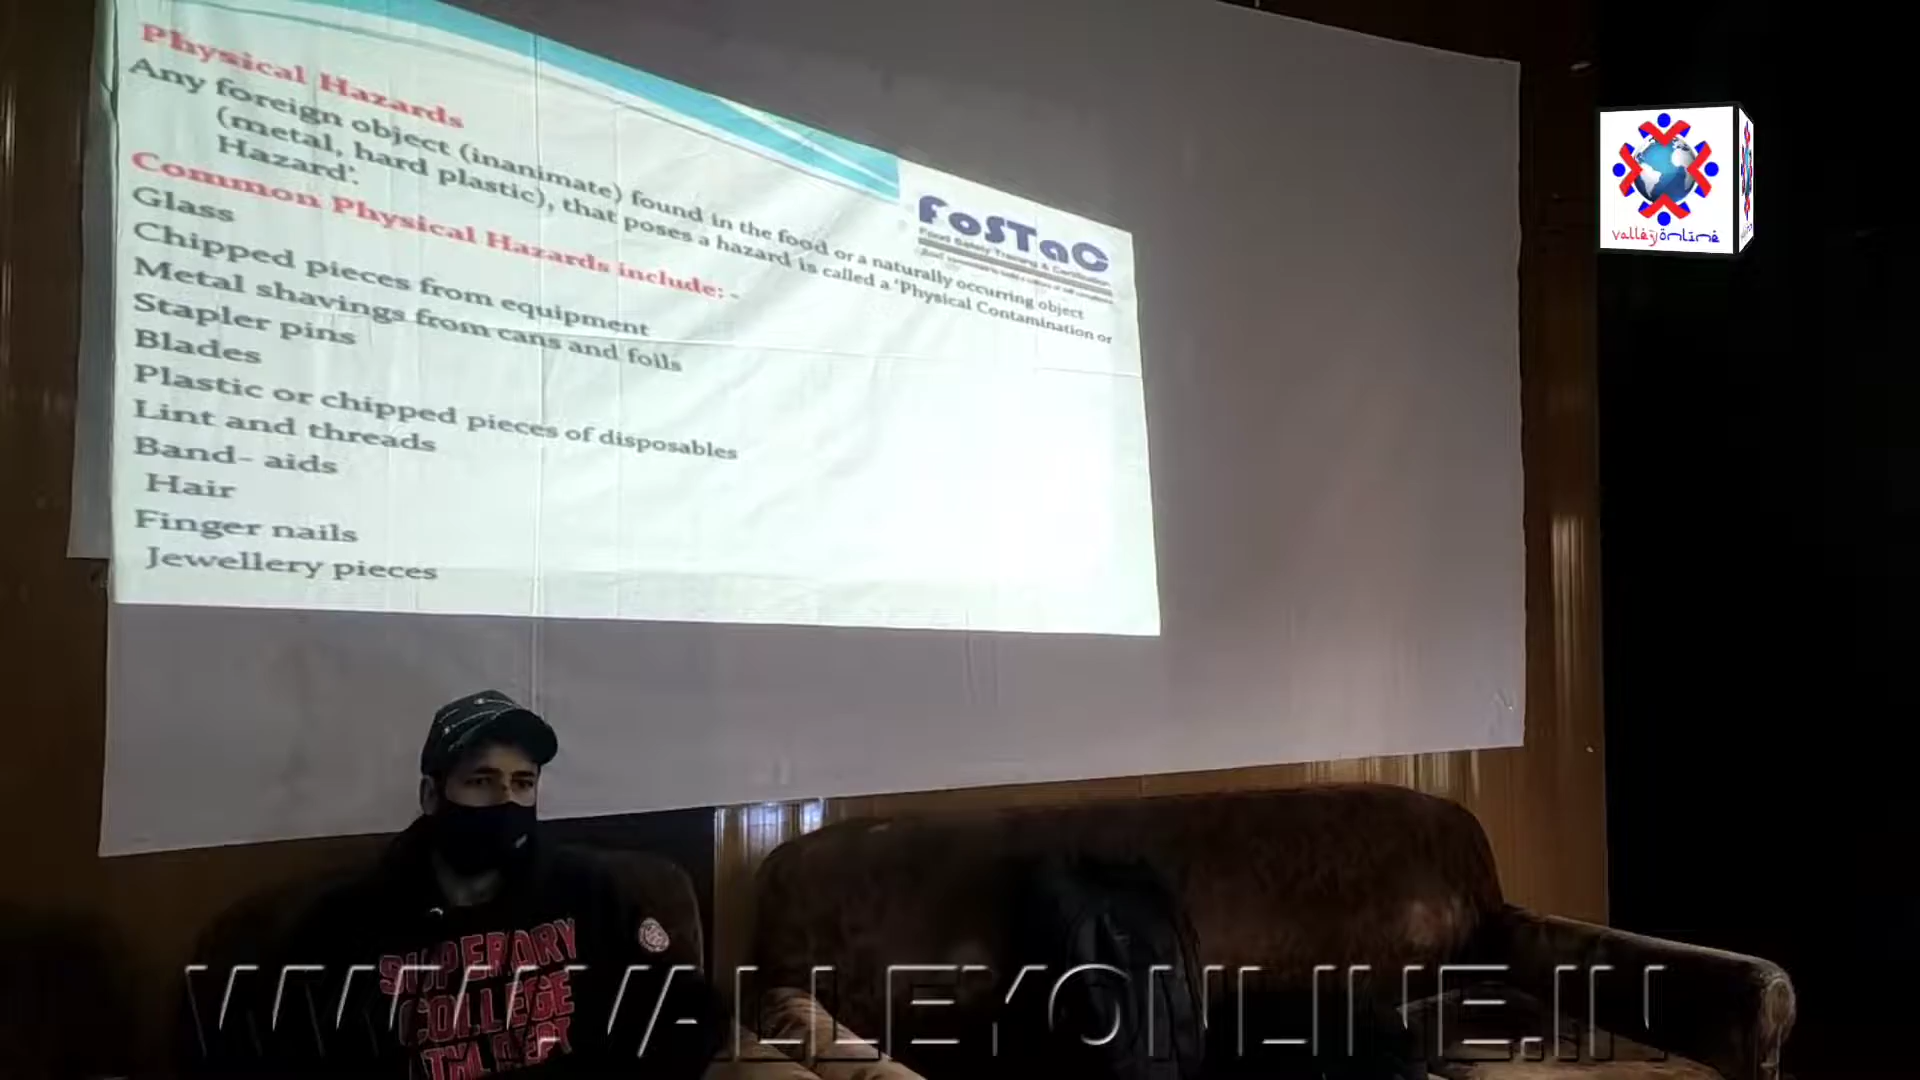 Physical Hazards
Any foreign object (inanimate) found in the food or a naturally occurring object
(metal, hard plastic), that poses a hazard is called a 'Physical Contamination or
Hazard'.
Common Physical Hazards include: -
Glass
Chipped pieces from equipment
Metal shavings from cans and foils
Stapler pins
Blades
Plastic or chipped pieces of disposables
Lint and threads
Band- aids
Hair
Finger nails
Jewellery pieces
FoSTaC
Food Safety Training & Certification
valleyonline
SUPERDRY
COLLEGE
WWW.VALLEYONLINE.IN